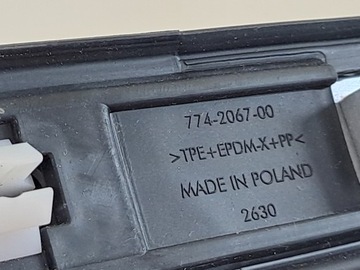 774-2067-00
>TPE+EPDM-X+PP<
MADE IN POLAND
2630